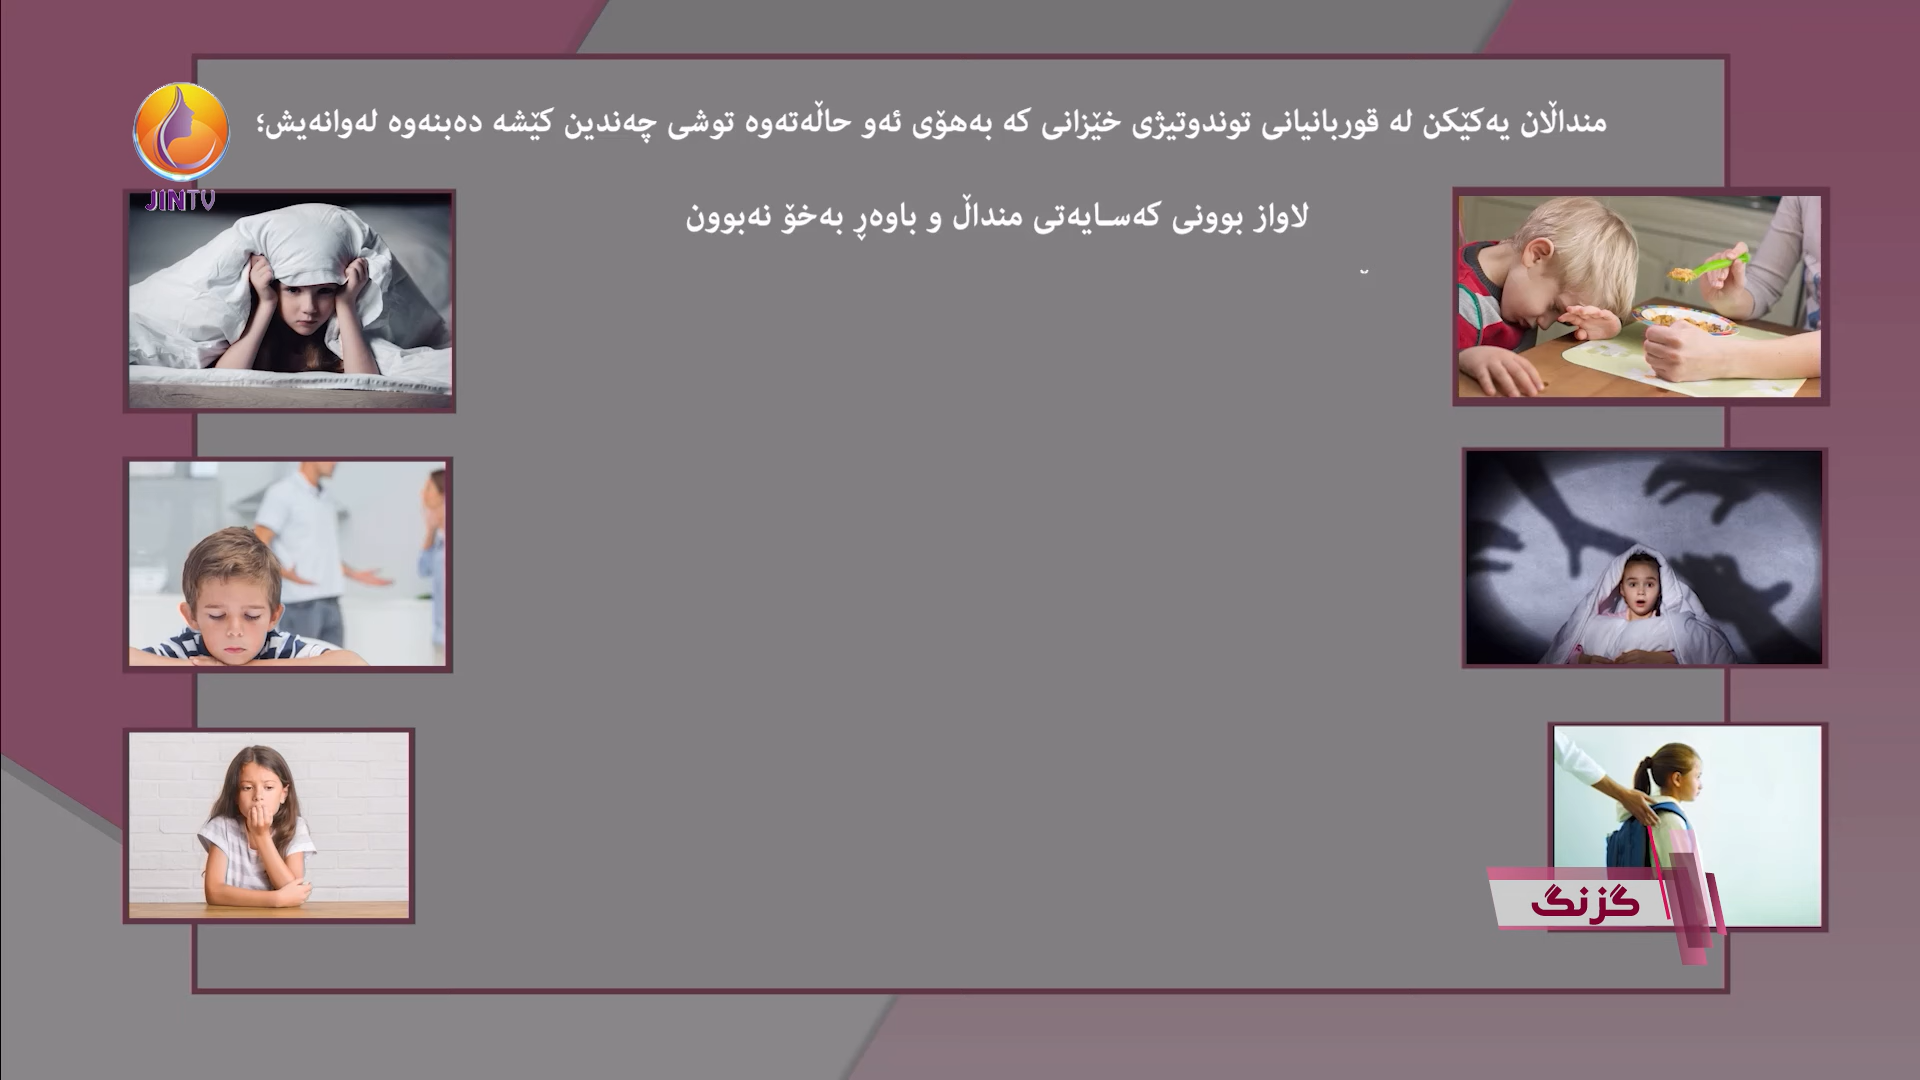 منداڵان یەکێکن لە قوربانیانی توندوتیژی خێزانی کە بەهۆی ئەو حاڵەتەوە توشی چەندین کێشە دەبنەوە لەوانەیش؛
لاواز بوونی کەسـایەتی منداڵ و باوەڕ بەخۆ نەبوون
JINTV
گزنگ